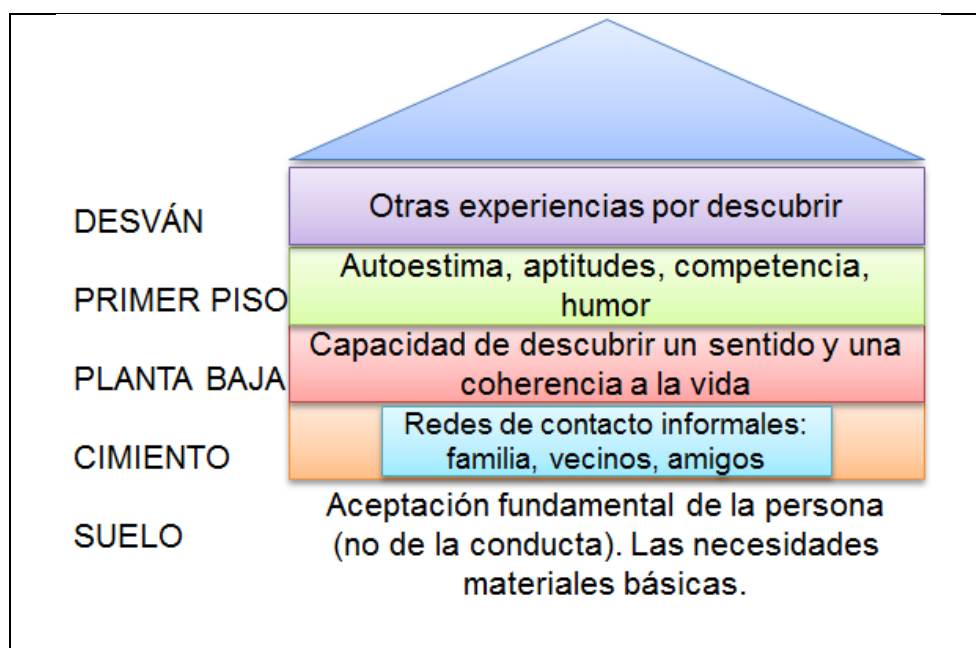 DESVÁN
Otras experiencias por descubrir
PRIMER PISO
Autoestima, aptitudes, competencia,
humor
PLANTA BAJA
Capacidad de descubrir un sentido y una
coherencia a la vida
CIMIENTO
Redes de contacto informales:
familia, vecinos, amigos
SUELO
Aceptación fundamental de la persona
(no de la conducta). Las necesidades
materiales básicas.